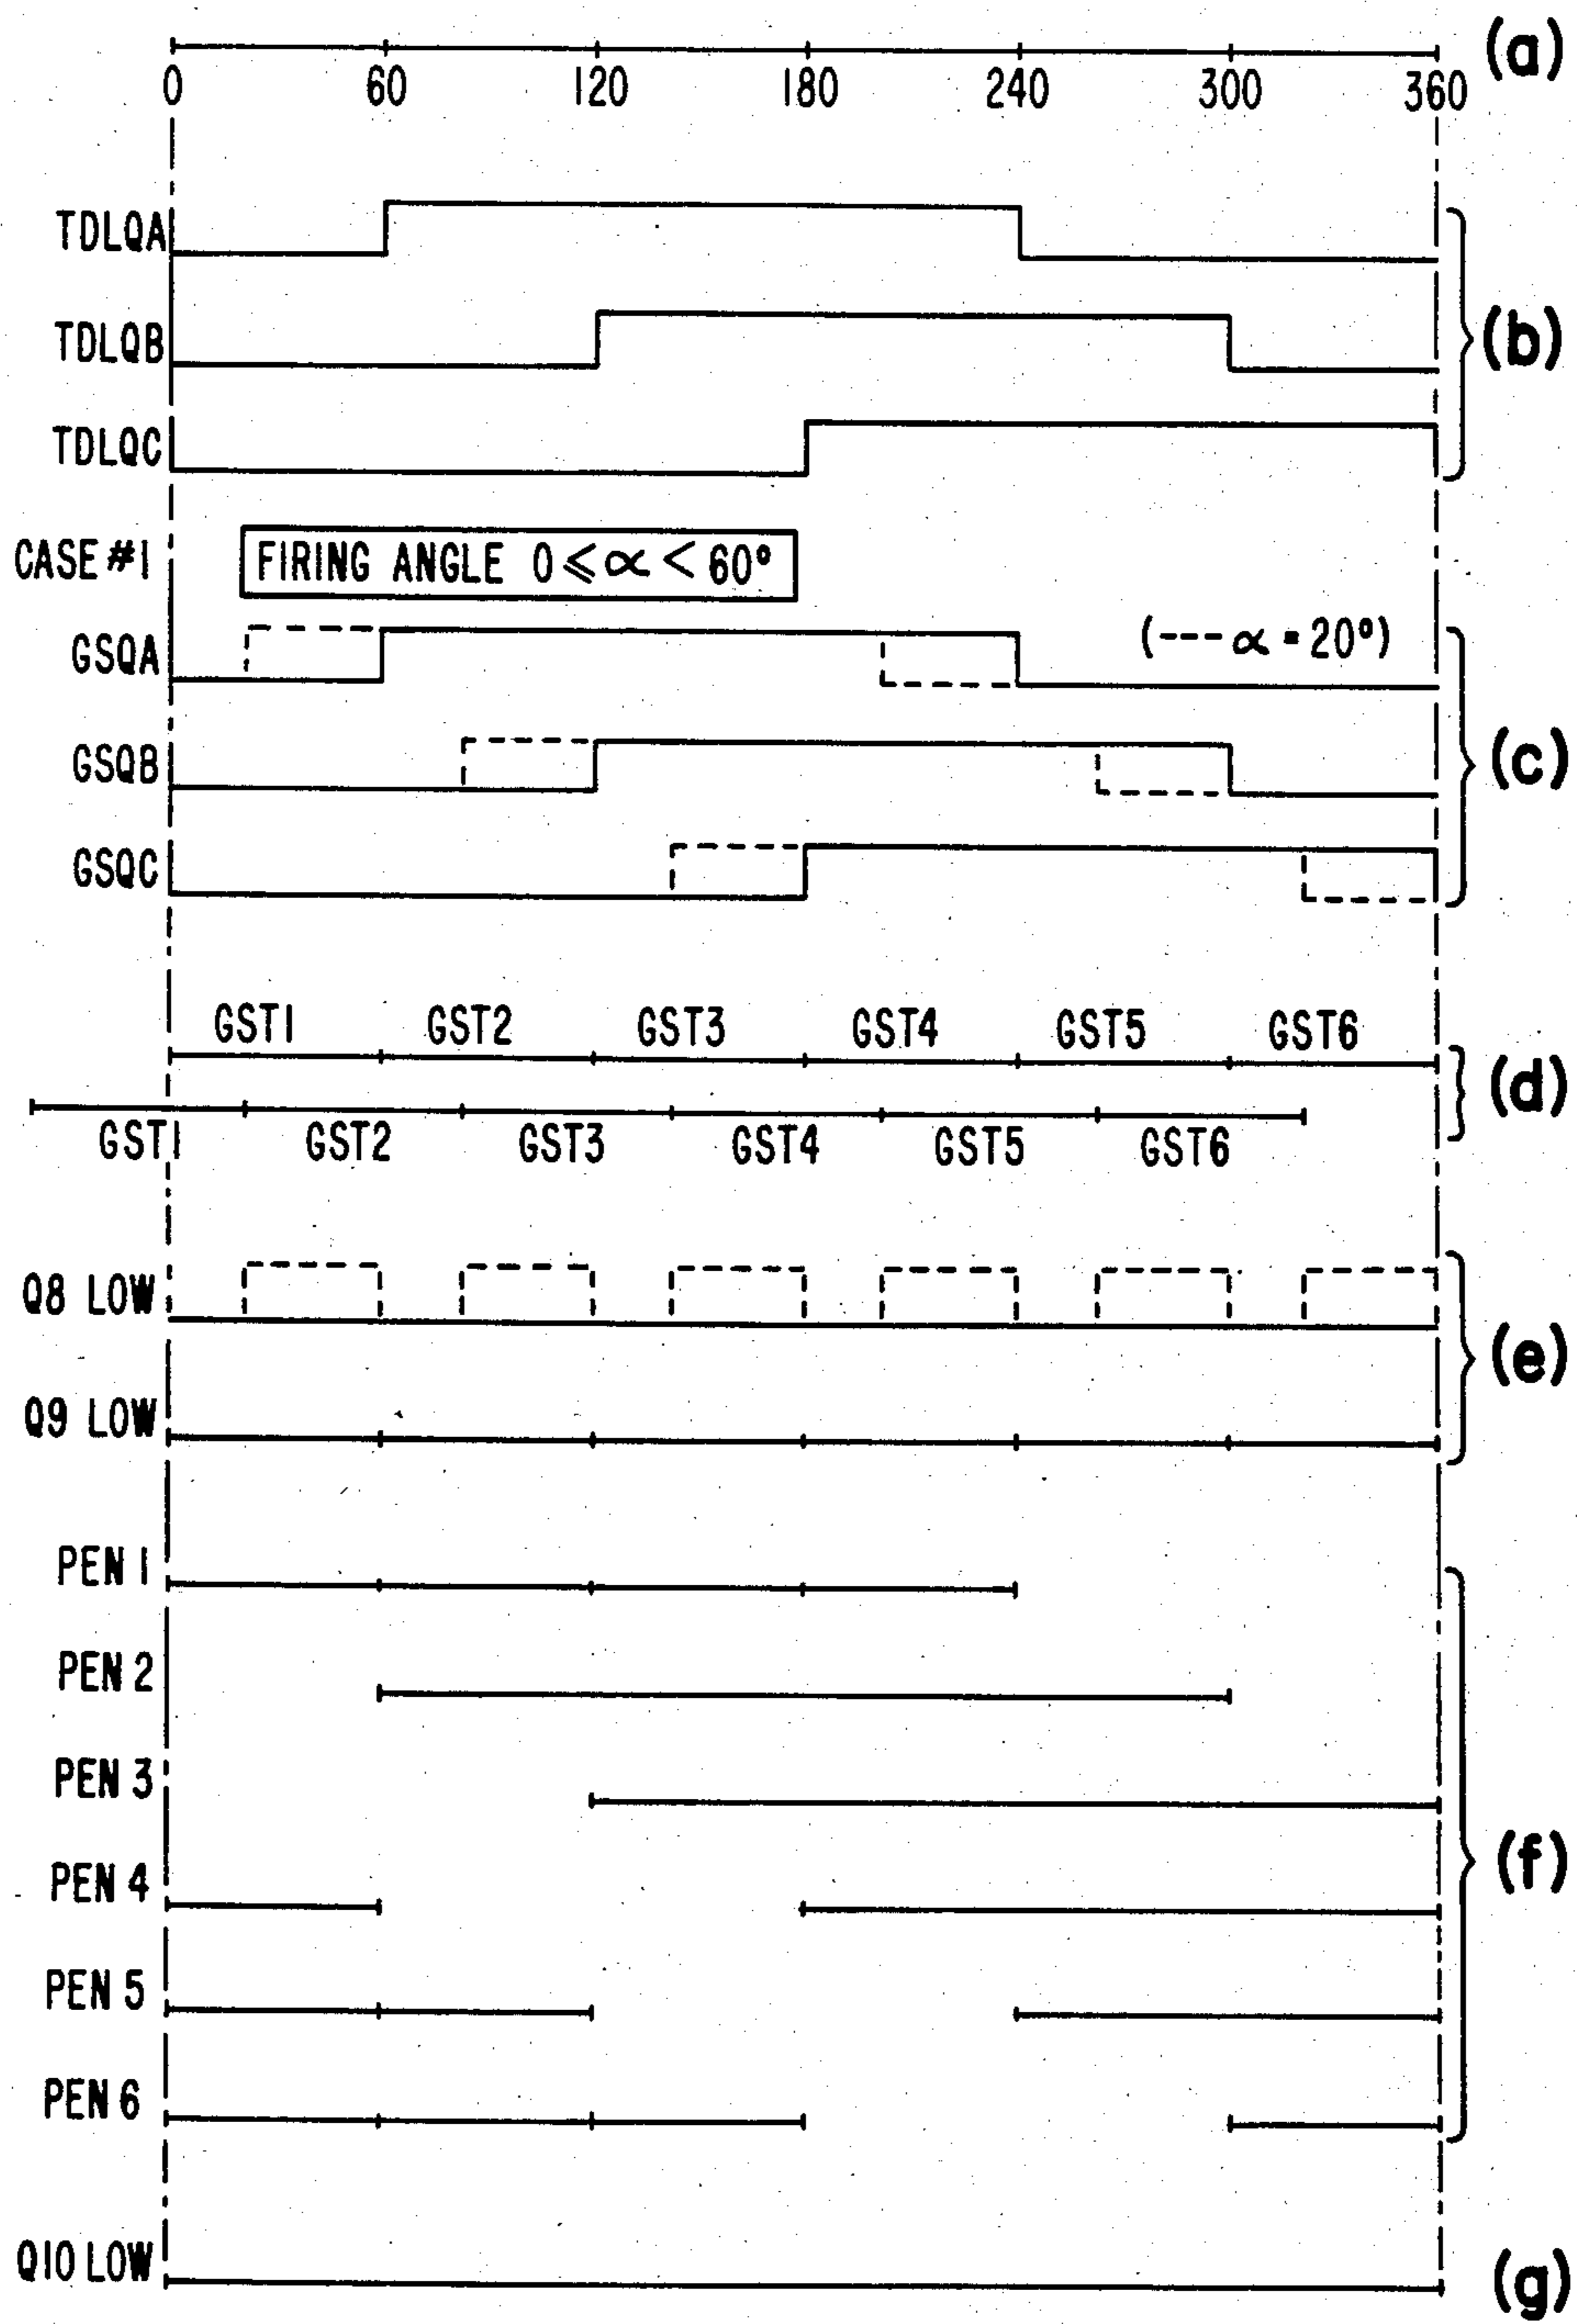 (a)
0 60 120 180 240 300 360
TDLQA
TDLQB
(b)
TDLQC
CASE #1
FIRING ANGLE 0 ≤ α < 60°
GSQA
(--- α = 20°)
GSQB
(c)
GSQC
GST1 GST2 GST3 GST4 GST5 GST6
(d)
GST1 GST2 GST3 GST4 GST5 GST6
Q8 LOW
(e)
Q9 LOW
PEN 1
PEN 2
PEN 3
PEN 4
(f)
PEN 5
PEN 6
Q10 LOW
(g)